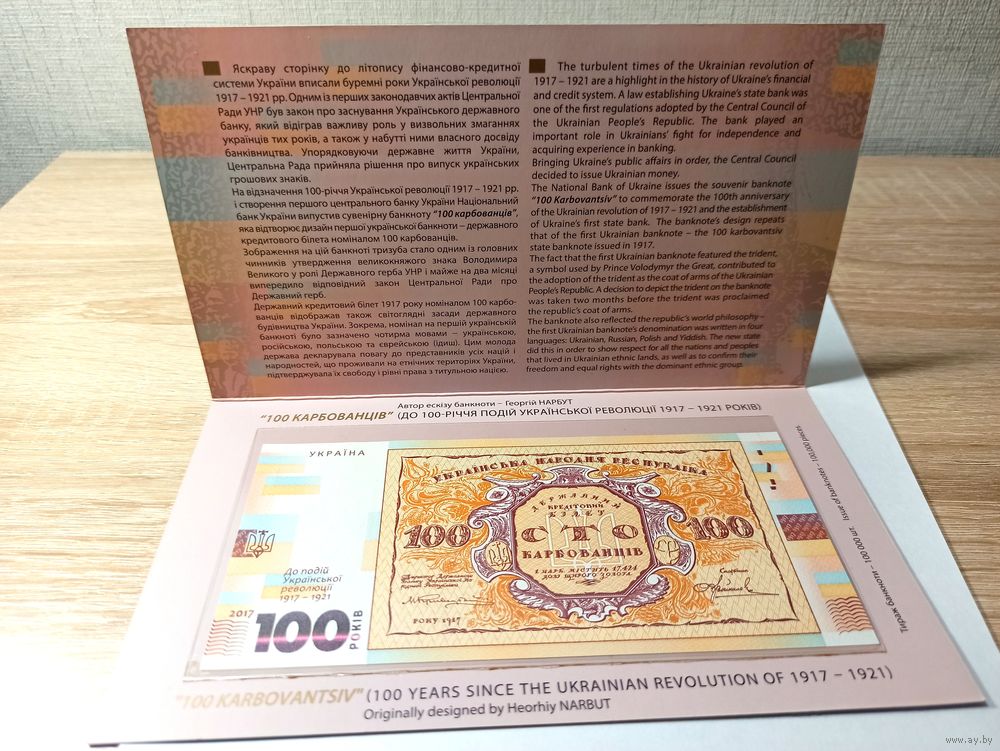 Яскраву сторінку до літопису фінансово-кредитної
системи України вписали буремні роки Української революції
1917 – 1921 рр. Одним із перших законодавчих актів Центральної
Ради УНР був закон про заснування Українського державного
банку, який відіграв важливу роль у визвольних змаганнях
українців тих років, а також у набутті ними власного досвіду
банківництва. Упорядковуючи державне життя України,
Центральна Рада прийняла рішення про випуск українських
грошових знаків.
На відзначення 100-річчя Української революції 1917 – 1921 рр.
і створення першого центрального банку України Національний
банк України випустив сувенірну банкноту “100 карбованців”,
яка відтворює дизайн першої української банкноти – державного
кредитового білета номіналом 100 карбованців.
Зображення на цій банкноті тризуба стало одним із головних
чинників утвердження великокняжого знака Володимира
Великого у ролі Державного герба УНР і майже на два місяці
випередило відповідний закон Центральної Ради про
Державний герб.
Державний кредитовий білет 1917 року номіналом 100 карбо-
ванців відображав також світоглядні засади державного
будівництва України. Зокрема, номінал на першій українській
банкноті було зазначено чотирма мовами – українською,
російською, польською та єврейською (ідиш). Цим молода
держава декларувала повагу до представників усіх націй і
народностей, що проживали на етнічних територіях України,
підтверджувала їх свободу і рівні права з титульною нацією.
The turbulent times of the Ukrainian revolution of
1917 – 1921 are a highlight in the history of Ukraine’s financial
and credit system. A law establishing Ukraine’s state bank was
one of the first regulations adopted by the Central Council of
the Ukrainian People’s Republic. The bank played an
important role in Ukrainians’ fight for independence and
acquiring experience in banking.
Bringing Ukraine’s public affairs in order, the Central Council
decided to issue Ukrainian money.
The National Bank of Ukraine issues the souvenir banknote
“100 Karbovantsiv” to commemorate the 100th anniversary
of the Ukrainian revolution of 1917 – 1921 and the establishment
of Ukraine’s first state bank. The banknote’s design repeats
that of the first Ukrainian banknote – the 100 karbovantsiv
state banknote issued in 1917.
The fact that the first Ukrainian banknote featured the trident,
a symbol used by Prince Volodymyr the Great, contributed to
the adoption of the trident as the coat of arms of the Ukrainian
People’s Republic. A decision to depict the trident on the banknote
was taken two months before the trident was proclaimed
the republic’s coat of arms.
The banknote also reflected the republic’s world philosophy –
the first Ukrainian banknote’s denomination was written in four
languages: Ukrainian, Russian, Polish and Yiddish. The new state
did this in order to show respect for all the nations and peoples
that lived in Ukrainian ethnic lands, as well as to confirm their
freedom and equal rights with the dominant ethnic group.
Автор ескізу банкноти – Георгій НАРБУТ
“100 КАРБОВАНЦІВ” (ДО 100-РІЧЧЯ ПОДІЙ УКРАЇНСЬКОЇ РЕВОЛЮЦІЇ 1917 – 1921 РОКІВ)
УКРАЇНА
УКРАЇНСЬКА НАРОДНЯ РЕСПУБЛІКА
ДЕРЖАВНИЙ
КРЕДИТОВИЙ
БІЛЕТ
100 СТО 100
КАРБОВАНЦІВ
1 КАРБ. МІСТИТЬ 17,424
ДОЛІ ЩИРОГО ЗОЛОТА
РОКУ 1917
До подій
Української
революції
1917 – 1921
2017
100 РОКІВ
Тираж банкноти – 100 000 шт. Issue of banknotes – 100,000 pieces
“100 KARBOVANTSIV” (100 YEARS SINCE THE UKRAINIAN REVOLUTION OF 1917 – 1921)
Originally designed by Heorhiy NARBUT
www.ay.by